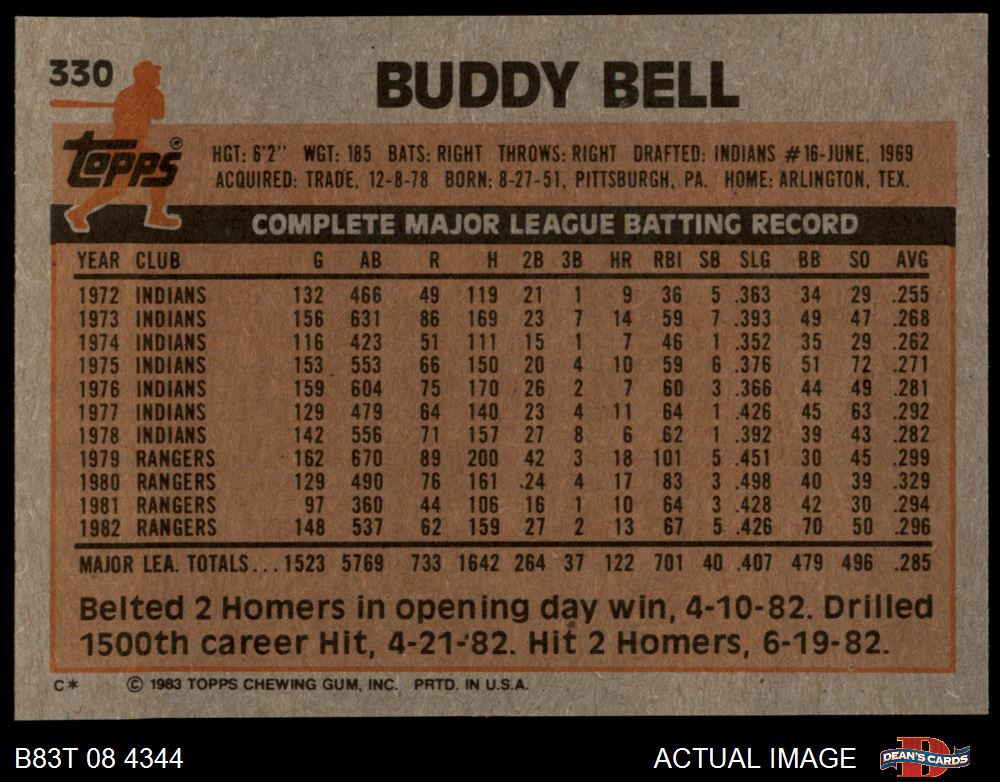 330
BUDDY BELL
topps®
HGT: 6'2" WGT: 185 BATS: RIGHT THROWS: RIGHT DRAFTED: INDIANS #16-JUNE, 1969
ACQUIRED: TRADE, 12-8-78 BORN: 8-27-51, PITTSBURGH, PA. HOME: ARLINGTON, TEX.
COMPLETE MAJOR LEAGUE BATTING RECORD
YEAR CLUB G AB R H 2B 3B HR RBI SB SLG BB SO AVG
1972 INDIANS 132 466 49 119 21 1 9 36 5 .363 34 29 .255
1973 INDIANS 156 631 86 169 23 7 14 59 7 .393 49 47 .268
1974 INDIANS 116 423 51 111 15 1 7 46 1 .352 35 29 .262
1975 INDIANS 153 553 66 150 20 4 10 59 6 .376 51 72 .271
1976 INDIANS 159 604 75 170 26 2 7 60 3 .366 44 49 .281
1977 INDIANS 129 479 64 140 23 4 11 64 1 .426 45 63 .292
1978 INDIANS 142 556 71 157 27 8 6 62 1 .392 39 43 .282
1979 RANGERS 162 670 89 200 42 3 18 101 5 .451 30 45 .299
1980 RANGERS 129 490 76 161 24 4 17 83 3 .498 40 39 .329
1981 RANGERS 97 360 44 106 16 1 10 64 3 .428 42 30 .294
1982 RANGERS 148 537 62 159 27 2 13 67 5 .426 70 50 .296
MAJOR LEA. TOTALS... 1523 5769 733 1642 264 37 122 701 40 .407 479 496 .285
Belted 2 Homers in opening day win, 4-10-82. Drilled
1500th career Hit, 4-21-82. Hit 2 Homers, 6-19-82.
C* © 1983 TOPPS CHEWING GUM, INC. PRTD. IN U.S.A.
B83T 08 4344 ACTUAL IMAGE DEAN'S CARDS